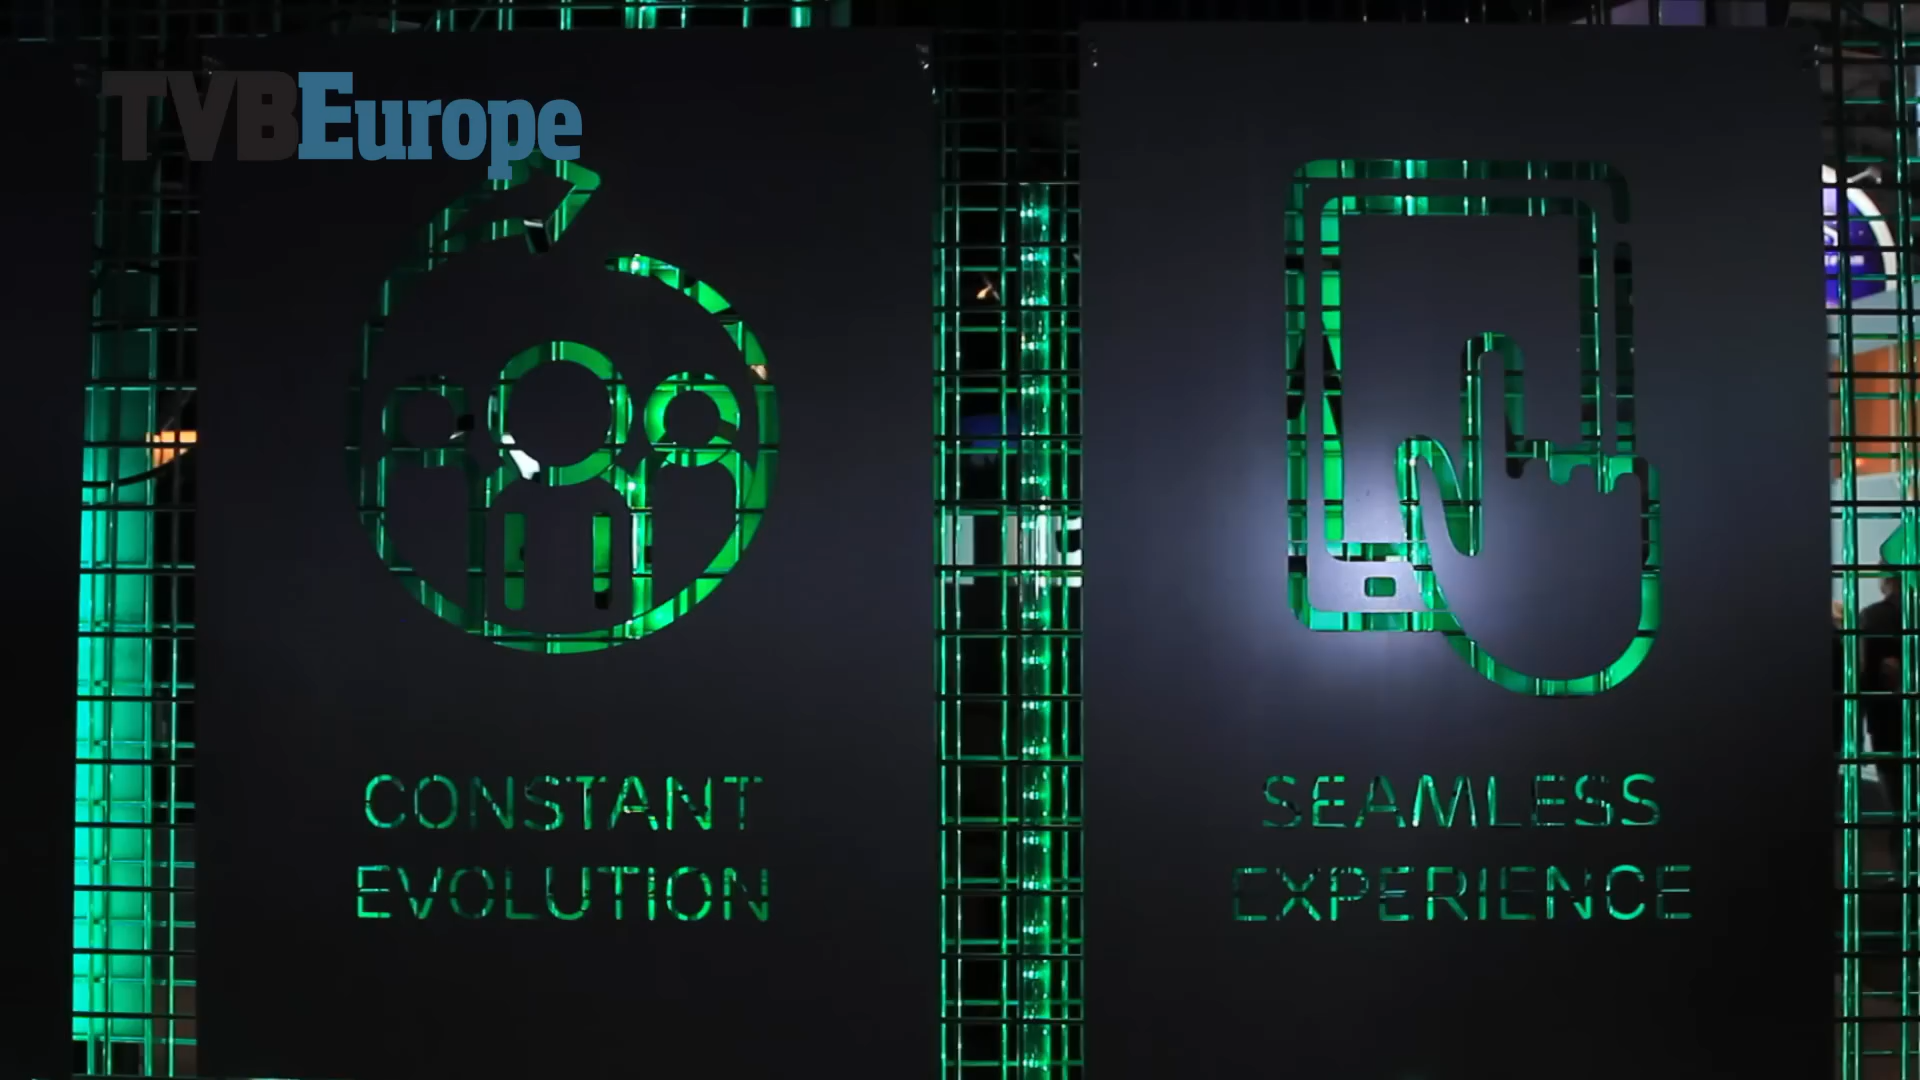 TVBEurope
CONSTANT
EVOLUTION
SEAMLESS
EXPERIENCE